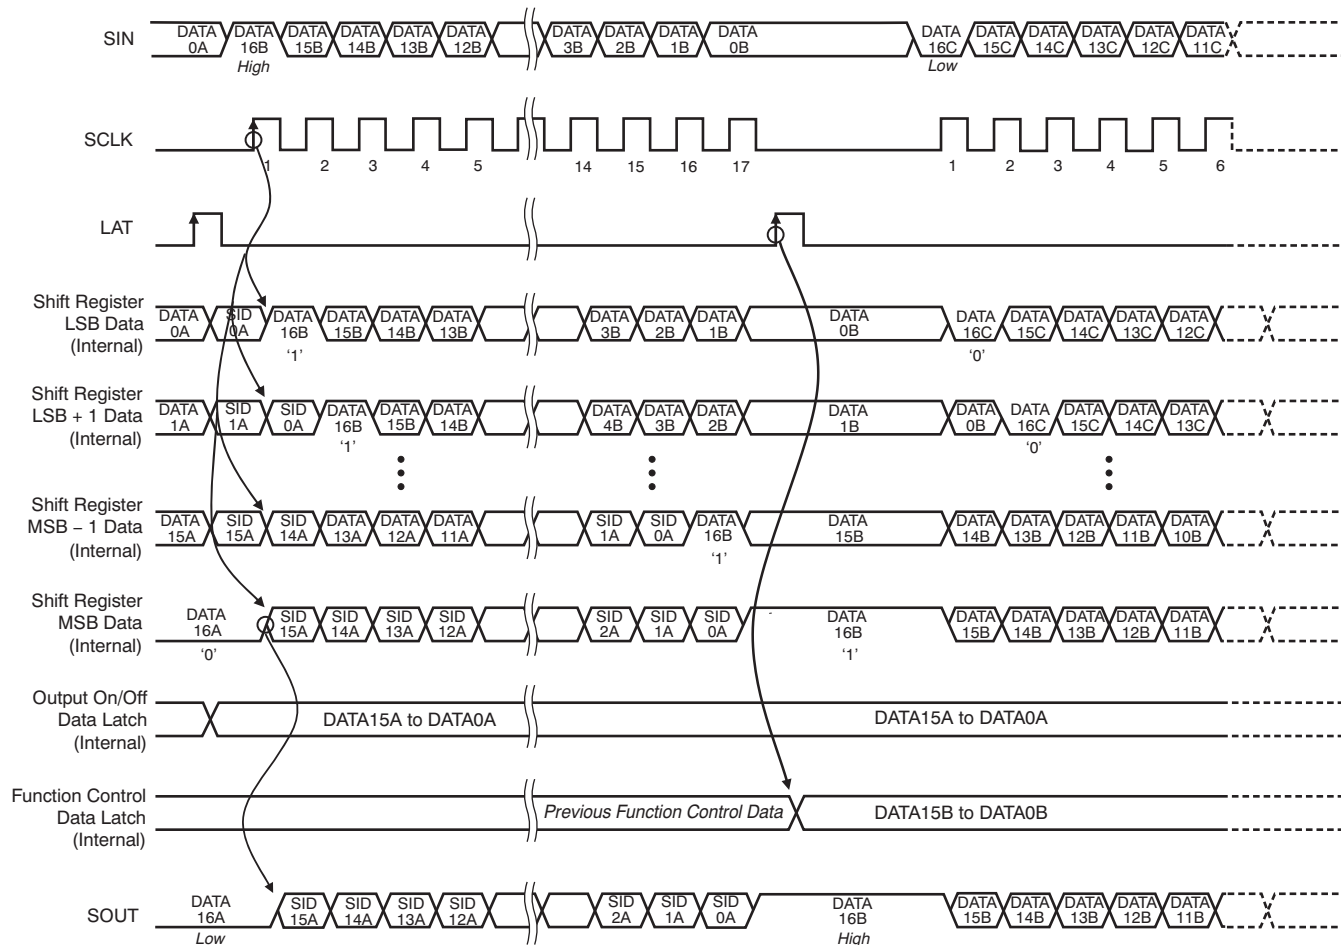 SIN
DATA 0A
DATA 16B
DATA 15B
DATA 14B
DATA 13B
DATA 12B
DATA 3B
DATA 2B
DATA 1B
DATA 0B
DATA 16C
DATA 15C
DATA 14C
DATA 13C
DATA 12C
DATA 11C
High
Low
SCLK
1 2 3 4 5 14 15 16 17 1 2 3 4 5 6
LAT
Shift Register
LSB Data
(Internal)
DATA 0A
SID 0A
DATA 16B
DATA 15B
DATA 14B
DATA 13B
DATA 3B
DATA 2B
DATA 1B
DATA 0B
DATA 16C
DATA 15C
DATA 14C
DATA 13C
DATA 12C
‘1’
‘0’
Shift Register
LSB + 1 Data
(Internal)
DATA 1A
SID 1A
SID 0A
DATA 16B
DATA 15B
DATA 14B
DATA 4B
DATA 3B
DATA 2B
DATA 1B
DATA 0B
DATA 16C
DATA 15C
DATA 14C
DATA 13C
‘1’
‘0’
Shift Register
MSB − 1 Data
(Internal)
DATA 15A
SID 15A
SID 14A
DATA 13A
DATA 12A
DATA 11A
SID 1A
SID 0A
DATA 16B
DATA 15B
DATA 14B
DATA 13B
DATA 12B
DATA 11B
DATA 10B
‘1’
Shift Register
MSB Data
(Internal)
DATA 16A
SID 15A
SID 14A
SID 13A
SID 12A
SID 2A
SID 1A
SID 0A
DATA 16B
DATA 15B
DATA 14B
DATA 13B
DATA 12B
DATA 11B
‘0’
‘1’
Output On/Off
Data Latch
(Internal)
DATA15A to DATA0A
DATA15A to DATA0A
Function Control
Data Latch
(Internal)
Previous Function Control Data
DATA15B to DATA0B
SOUT
DATA 16A
SID 15A
SID 14A
SID 13A
SID 12A
SID 2A
SID 1A
SID 0A
DATA 16B
DATA 15B
DATA 14B
DATA 13B
DATA 12B
DATA 11B
Low
High